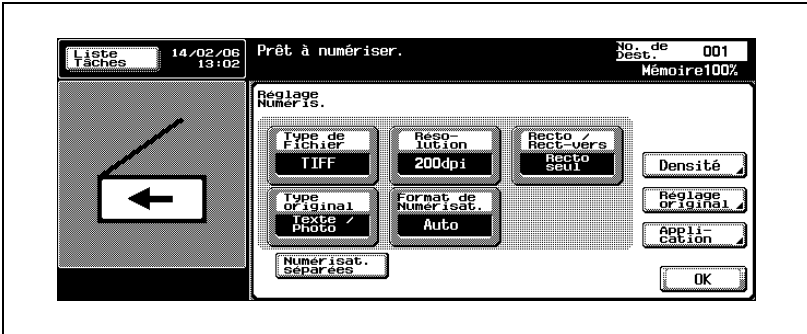 Liste
Tâches
14/02/06
13:02
Prêt à numériser.
No. de
Dest.
001
Mémoire100%
Réglage
Numéris.
Type de
Fichier
TIFF
Réso-
lution
200dpi
Recto /
Rect-vers
Recto
seul
Densité
Type
original
Texte /
Photo
Format de
Numérisat.
Auto
Réglage
original
Appli-
cation
Numérisat.
séparées
OK